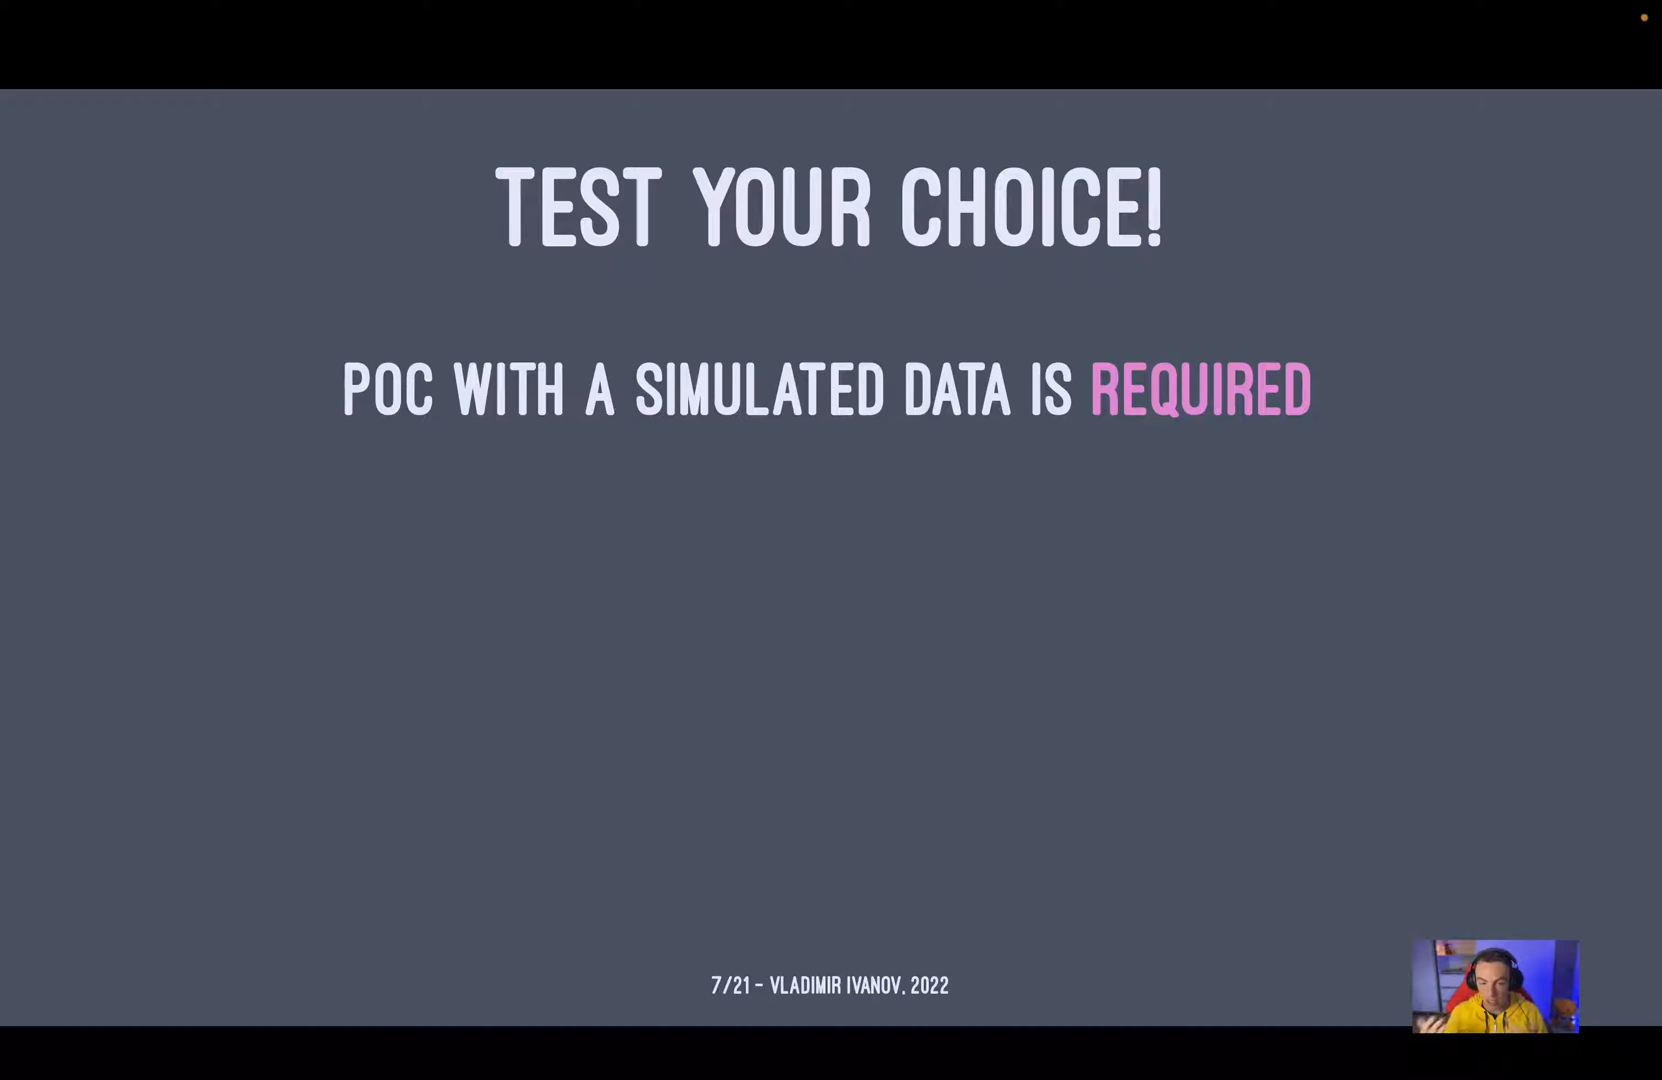 TEST YOUR CHOICE!
POC WITH A SIMULATED DATA IS REQUIRED
7/21 - VLADIMIR IVANOV, 2022